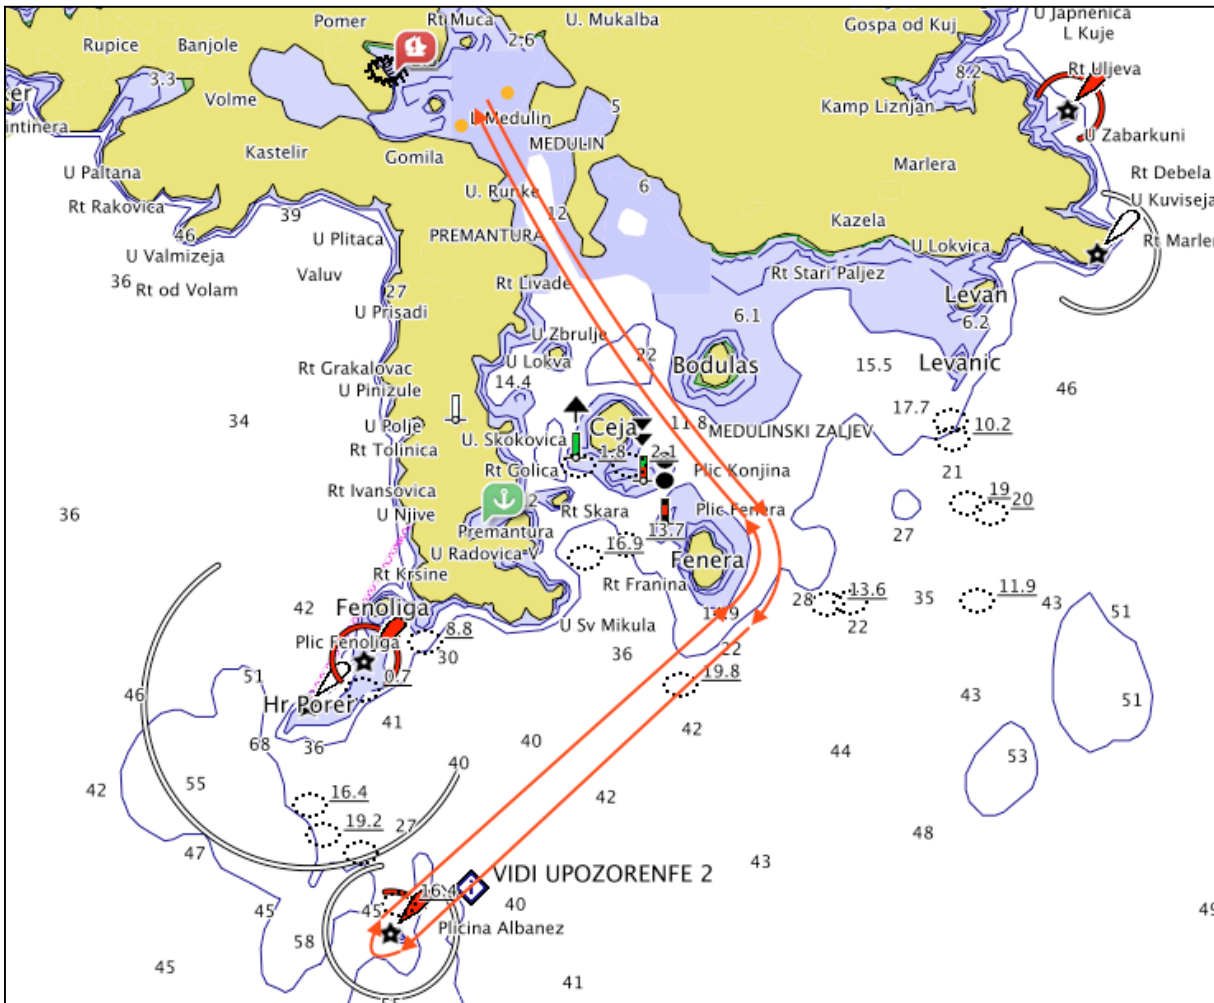 Pomer
Rt Muca
U. Mukalba
Gospa od Kuj
U Japnenica
L Kuje
Rupice
Banjole
2.6
3.3
8.2
Rt Uljeva
Volme
5
Kamp Liznjan
intinera
L Medulin
U Zabarkuni
Kastelir
Gomila
MEDULIN
Marlera
U Paltana
Rt Debela
6
U. Runke
U Kuviseja
Rt Rakovica
39
12
Kazela
46
U Plitaca
PREMANTURA
U Lokvica
Rt Marler
U Valmizeja
36
Rt od Volam
Valuv
27
Rt Livade
Rt Stari Paljez
Levan
U Prisadi
6.1
6.2
U Zbrulje
22
Rt Grakalovac
U Lokva
Bodulas
15.5
Levanic
U Pinizule
14.4
46
34
17.7
U Polje
Ceja
11.8
MEDULINSKI ZALJEV
10.2
Rt Tolinica
U. Skokovica
1.8
2.1
Rt Golica
Plic Konjina
21
Rt Ivansovica
19
20
36
U Njive
2
Rt Skara
Plic Fenera
Premantura
13.7
27
U Radovica V
16.9
Fenera
Rt Krsine
Rt Franina
13.6
11.9
42
Fenoliga
28
35
43
51
14.9
22
Plic Fenoliga
8.8
U Sv Mikula
30
36
22
51
0.7
19.8
46
Hr Porer
43
51
41
42
68
36
40
44
53
40
55
42
16.4
42
19.2
27
48
47
43
VIDI UPOZORENFE 2
16.4
40
45
45
49
Plicina Albanez
58
45
41
55